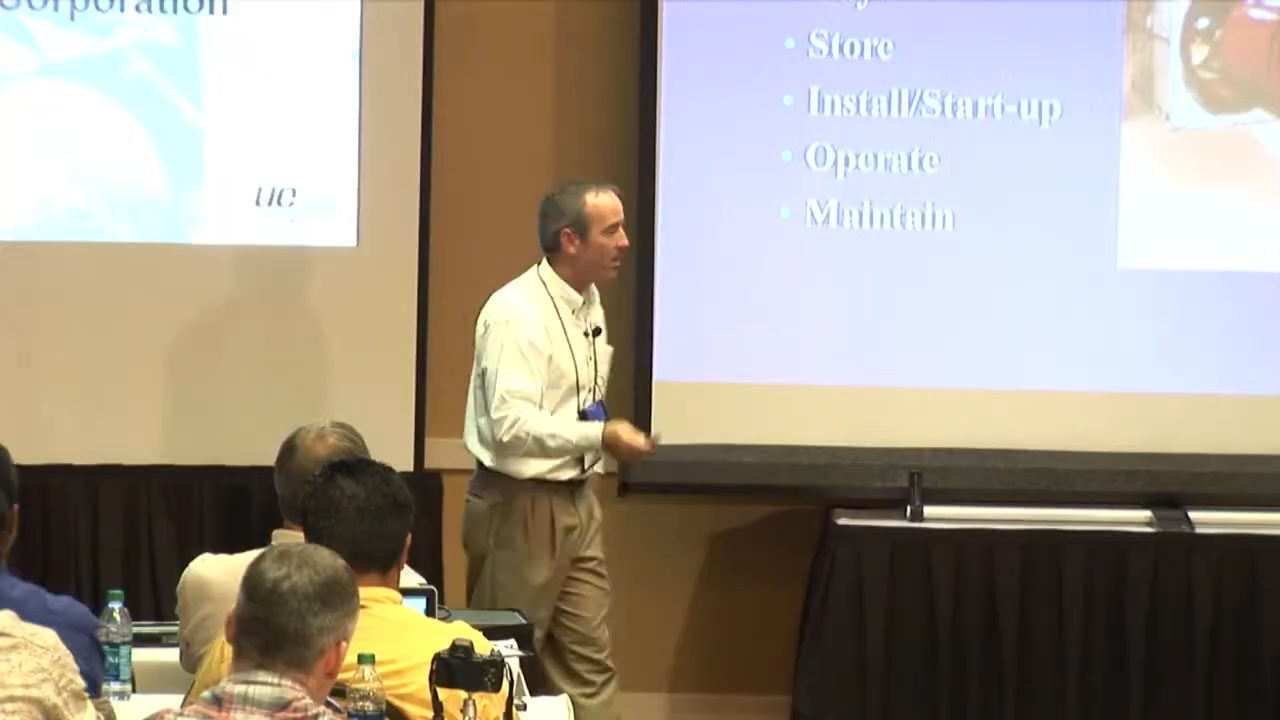 Corporation
ue
• Store
• Install/Start-up
• Operate
• Maintain